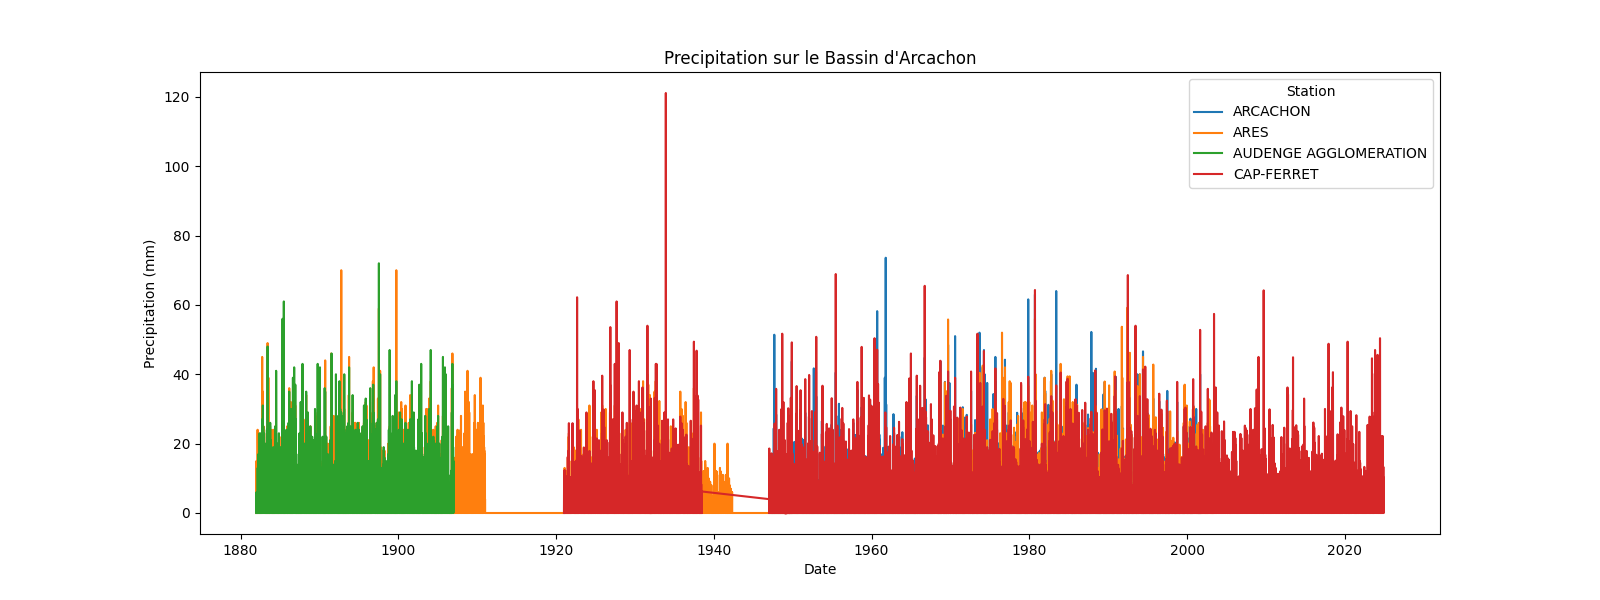 Precipitation sur le Bassin d'Arcachon
Station
ARCACHON
ARES
AUDENGE AGGLOMERATION
CAP-FERRET
Precipitation (mm)
120
100
80
60
40
20
0
1880 1900 1920 1940 1960 1980 2000 2020
Date